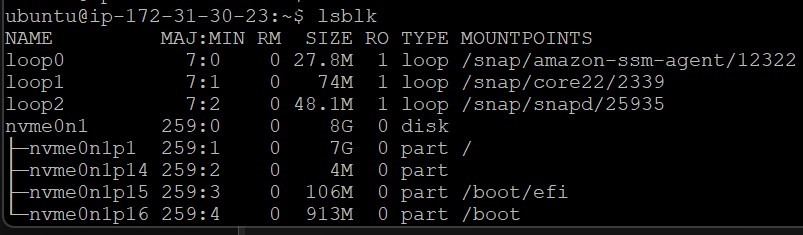 ubuntu@ip-172-31-30-23:~$ lsblk
NAME         MAJ:MIN RM  SIZE RO TYPE MOUNTPOINTS
loop0          7:0    0 27.8M  1 loop /snap/amazon-ssm-agent/12322
loop1          7:1    0   74M  1 loop /snap/core22/2339
loop2          7:2    0 48.1M  1 loop /snap/snapd/25935
nvme0n1      259:0    0    8G  0 disk
├─nvme0n1p1  259:1    0    7G  0 part /
├─nvme0n1p14 259:2    0    4M  0 part
├─nvme0n1p15 259:3    0  106M  0 part /boot/efi
└─nvme0n1p16 259:4    0  913M  0 part /boot